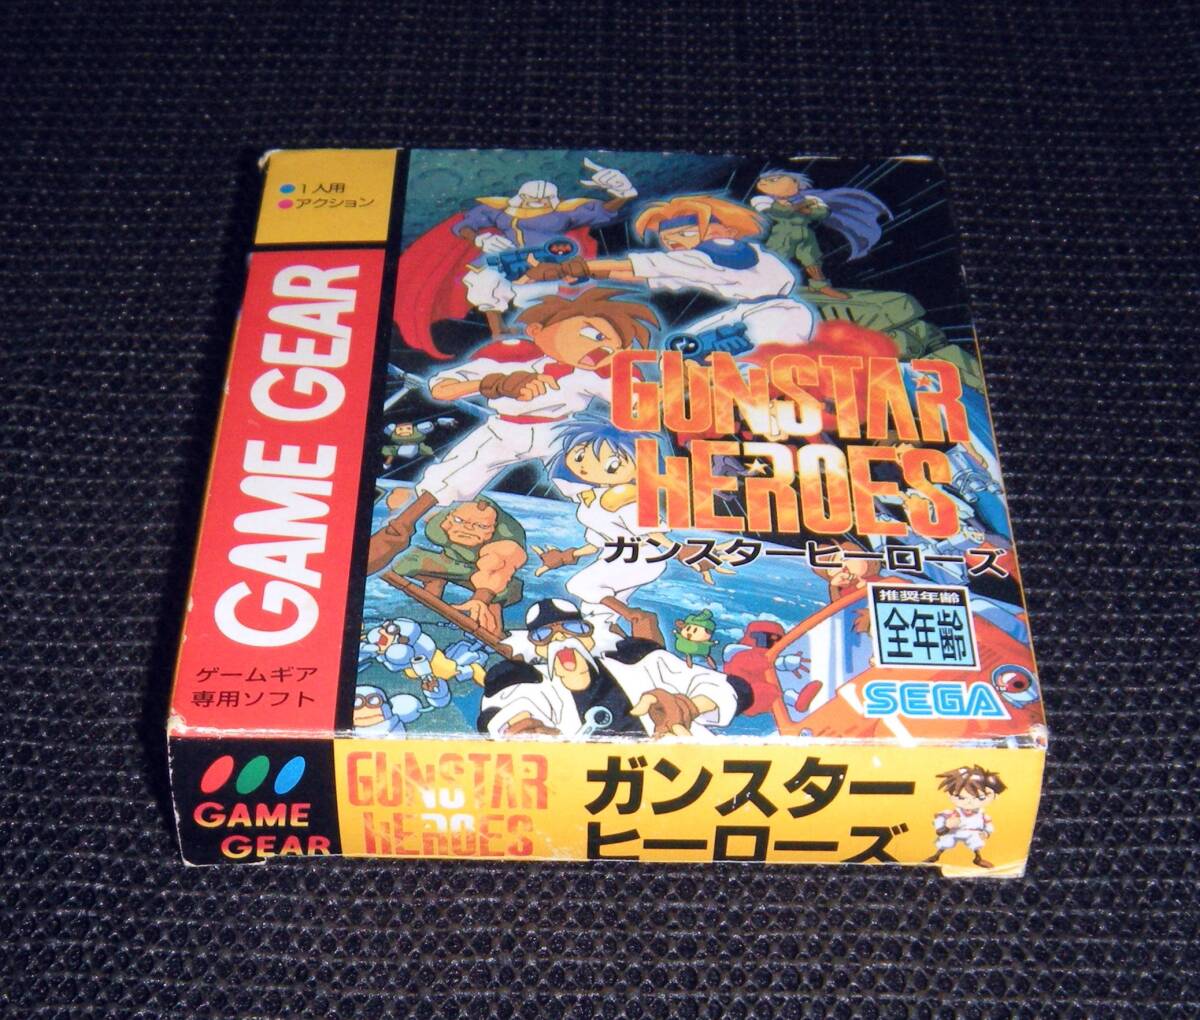 1人用
アクション
GAME GEAR
ゲームギア
専用ソフト
GUNSTAR
HEROES
ガンスターヒーローズ
推奨年齢
全年齢
SEGA
GAME
GEAR
GUNSTAR
HEROES
ガンスター
ヒーローズ